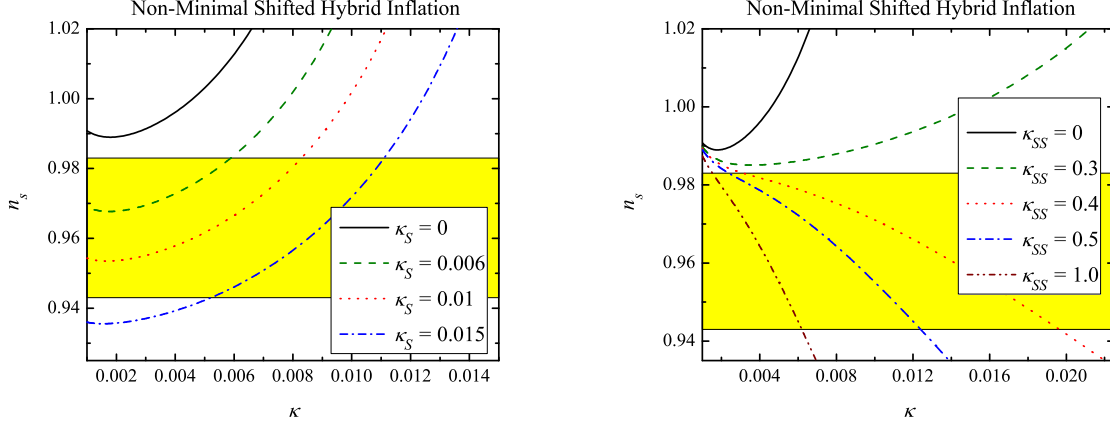 Non-Minimal Shifted Hybrid Inflation
1.02
1.00
0.98
0.96
0.94
n_s
κ_S = 0
κ_S = 0.006
κ_S = 0.01
κ_S = 0.015
0.002 0.004 0.006 0.008 0.010 0.012 0.014
κ
Non-Minimal Shifted Hybrid Inflation
1.02
1.00
0.98
0.96
0.94
n_s
κ_SS = 0
κ_SS = 0.3
κ_SS = 0.4
κ_SS = 0.5
κ_SS = 1.0
0.004 0.008 0.012 0.016 0.020
κ